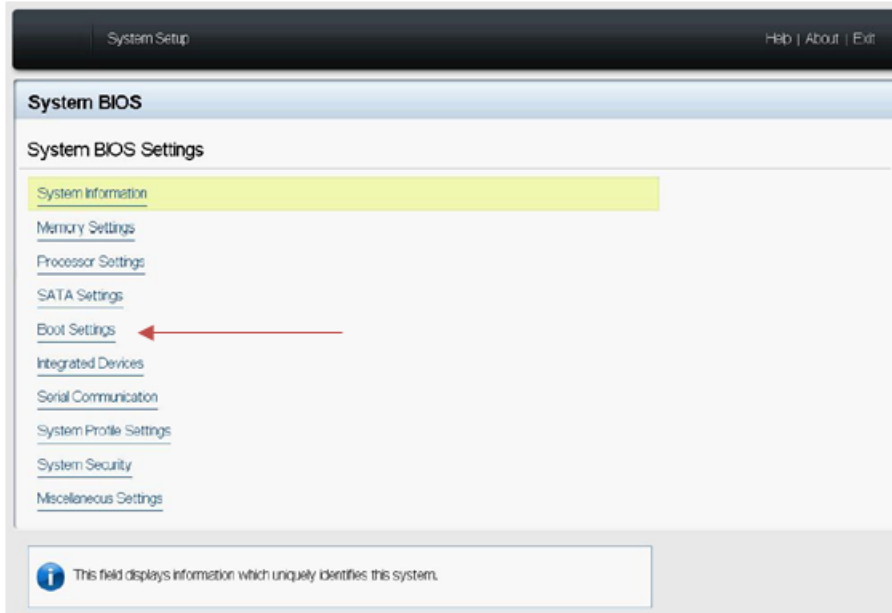 System Setup
Help | About | Exit
System BIOS
System BIOS Settings
System Information
Memory Settings
Processor Settings
SATA Settings
Boot Settings
Integrated Devices
Serial Communication
System Profile Settings
System Security
Miscellaneous Settings
This field displays information which uniquely identifies this system.